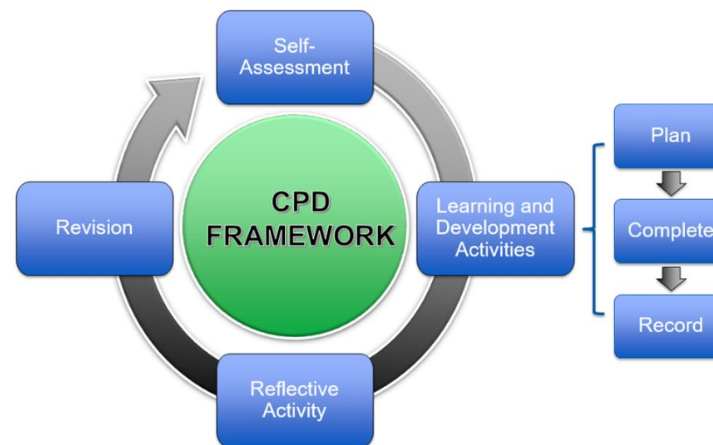 Self-
Assessment
CPD
FRAMEWORK
Learning and
Development
Activities
Plan
Complete
Record
Reflective
Activity
Revision